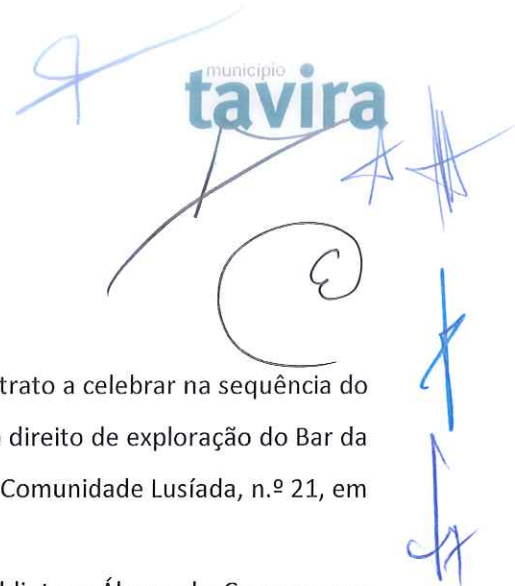 município
tavira
trato a celebrar na sequência do
direito de exploração do Bar da
Comunidade Lusíada, n.º 21, em